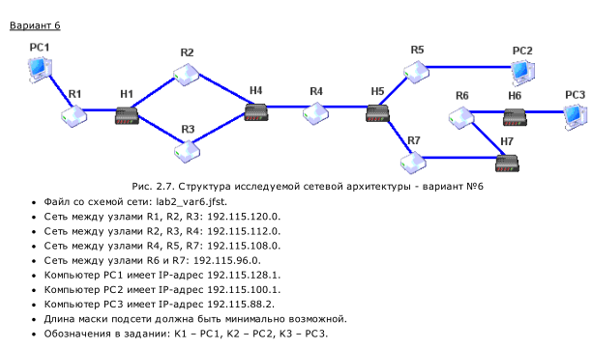 Вариант 6
PC1
R1
H1
R2
R3
H4
R4
H5
R5
PC2
R6
H6
PC3
R7
H7
Рис. 2.7. Структура исследуемой сетевой архитектуры - вариант №6
• Файл со схемой сети: lab2_var6.jfst.
• Сеть между узлами R1, R2, R3: 192.115.120.0.
• Сеть между узлами R2, R3, R4: 192.115.112.0.
• Сеть между узлами R4, R5, R7: 192.115.108.0.
• Сеть между узлами R6 и R7: 192.115.96.0.
• Компьютер PC1 имеет IP-адрес 192.115.128.1.
• Компьютер PC2 имеет IP-адрес 192.115.100.1.
• Компьютер PC3 имеет IP-адрес 192.115.88.2.
• Длина маски подсети должна быть минимально возможной.
• Обозначения в задании: K1 – PC1, K2 – PC2, K3 – PC3.